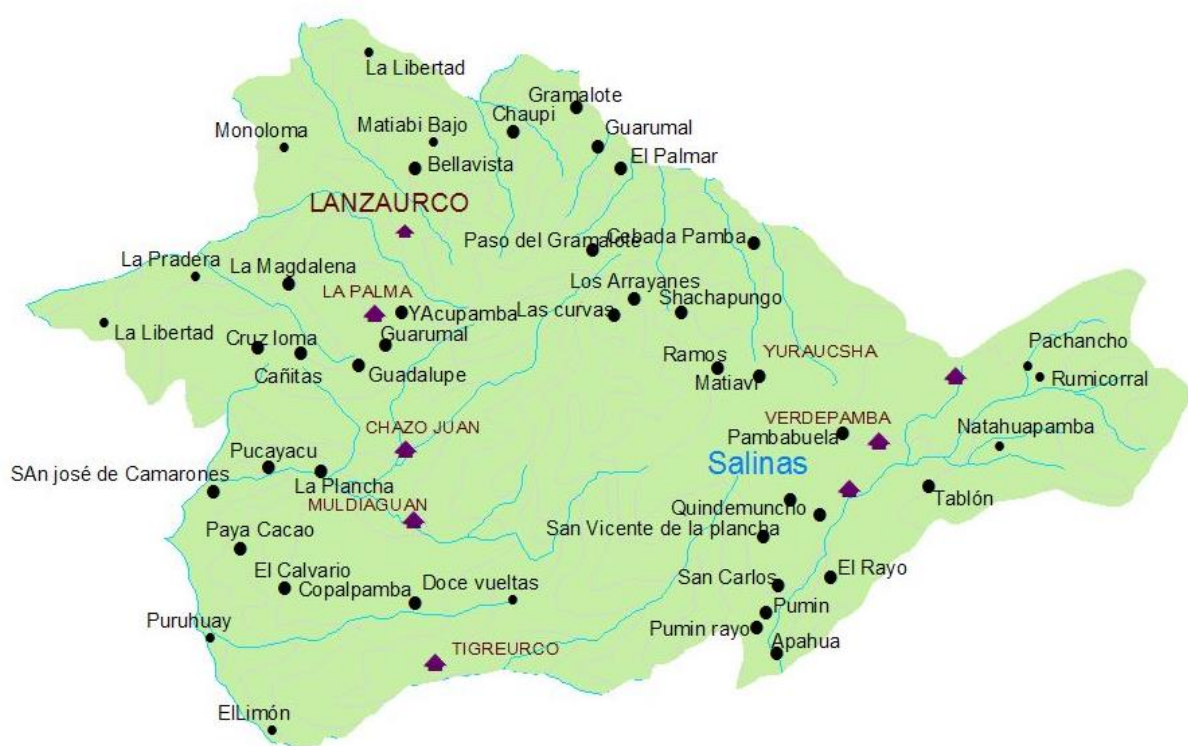 La Libertad
Gramalote
Chaupi
Matiabi Bajo
Guarumal
Monoloma
El Palmar
Bellavista
LANZAURCO
Paso del Gramalote
Cebada Pamba
La Pradera
La Magdalena
Los Arrayanes
LA PALMA
Shachapungo
YAcupamba
Las curvas
La Libertad
Cruz loma
Guarumal
Cañitas
Guadalupe
Ramos
YURAUCSHA
Matiavi
Pachancho
Rumicorral
CHAZO JUAN
VERDEPAMBA
Natahuapamba
Pambabuela
Pucayacu
Salinas
SAn josé de Camarones
La Plancha
MULDIAGUAN
Quindemuncho
Tablón
San Vicente de la plancha
Paya Cacao
El Calvario
Copalpamba
Doce vueltas
San Carlos
El Rayo
Puruhuay
Pumin
Pumin rayo
TIGREURCO
Apahua
ElLimón